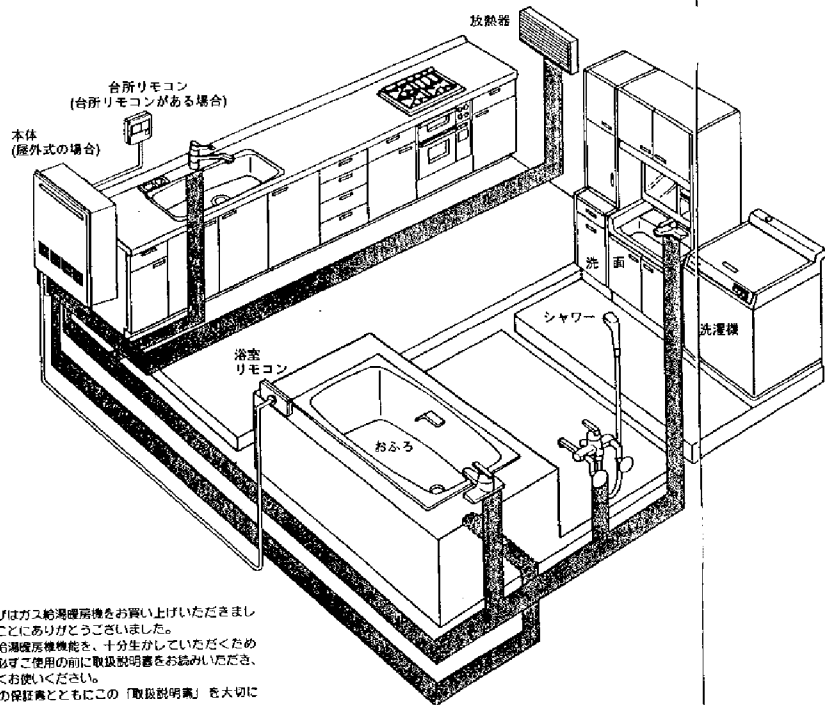 放熱器
台所リモコン
(台所リモコンがある場合)
本体
(屋外式の場合)
洗面
シャワー
洗濯機
浴室
リモコン
おふろ
びはガス給湯暖房機をお買い上げいただきまし
ことにありがとうございました。
給湯暖房機機能を、十分生かしていただくため
必ずご使用の前に取扱説明書をお読みいただき、
くお使いください。
の保証書とともにこの「取扱説明書」を大切に